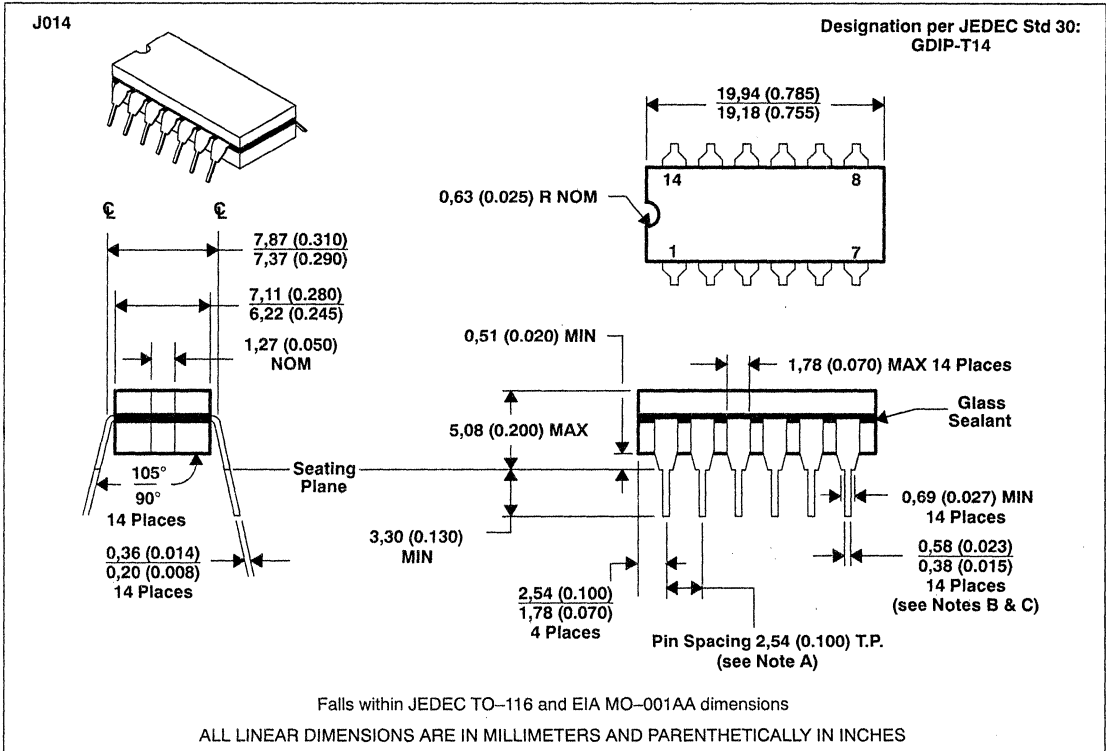 J014
Designation per JEDEC Std 30:
GDIP-T14
19,94 (0.785)
19,18 (0.755)
14
8
0,63 (0.025) R NOM
1
7
℄
℄
7,87 (0.310)
7,37 (0.290)
7,11 (0.280)
6,22 (0.245)
1,27 (0.050)
NOM
0,51 (0.020) MIN
1,78 (0.070) MAX 14 Places
Glass
Sealant
5,08 (0.200) MAX
Seating
Plane
105°
90°
14 Places
0,69 (0.027) MIN
14 Places
3,30 (0.130)
MIN
0,36 (0.014)
0,20 (0.008)
14 Places
0,58 (0.023)
0,38 (0.015)
14 Places
(see Notes B & C)
2,54 (0.100)
1,78 (0.070)
4 Places
Pin Spacing 2,54 (0.100) T.P.
(see Note A)
Falls within JEDEC TO–116 and EIA MO–001AA dimensions
ALL LINEAR DIMENSIONS ARE IN MILLIMETERS AND PARENTHETICALLY IN INCHES